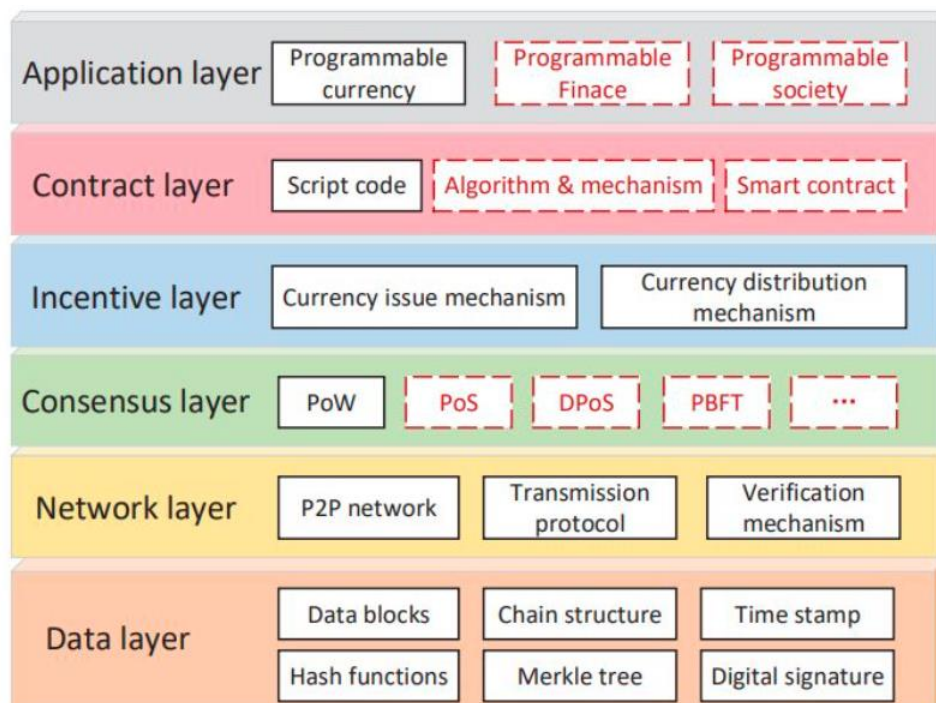 Application layer
Programmable
currency
Programmable
Finace
Programmable
society
Contract layer
Script code
Algorithm & mechanism
Smart contract
Incentive layer
Currency issue mechanism
Currency distribution
mechanism
Consensus layer
PoW
PoS
DPoS
PBFT
...
Network layer
P2P network
Transmission
protocol
Verification
mechanism
Data layer
Data blocks
Chain structure
Time stamp
Hash functions
Merkle tree
Digital signature